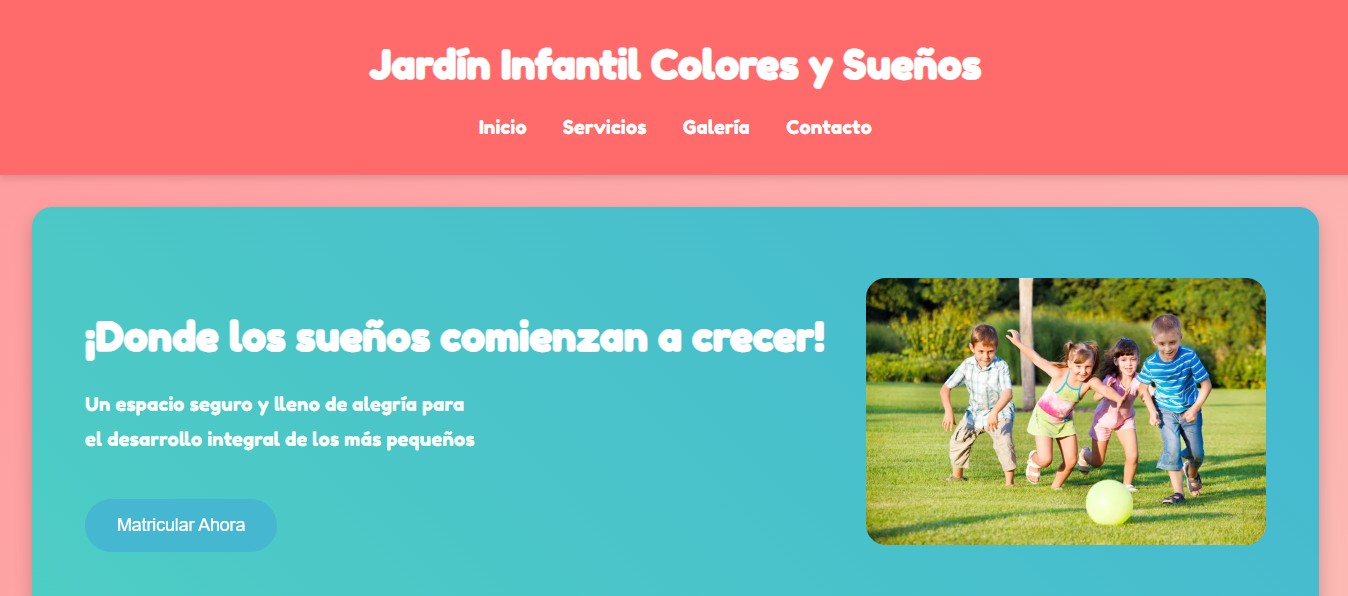 Jardín Infantil Colores y Sueños
Inicio Servicios Galería Contacto
¡Donde los sueños comienzan a crecer!
Un espacio seguro y lleno de alegría para
el desarrollo integral de los más pequeños
Matricular Ahora